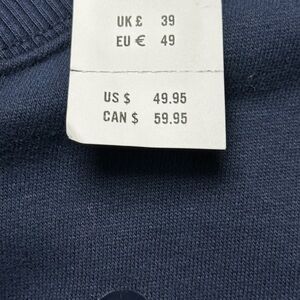 UK £ 39
EU € 49
US $ 49.95
CAN $ 59.95